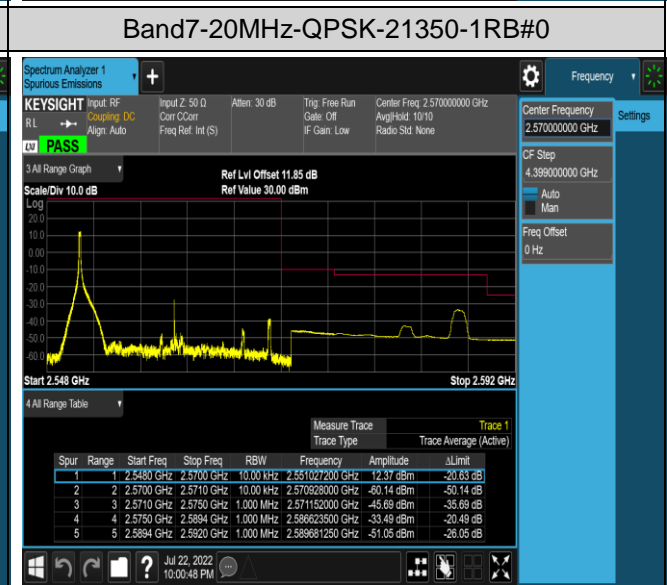 Band7-20MHz-QPSK-21350-1RB#0
Spectrum Analyzer 1
Spurious Emissions
Frequency
KEYSIGHT Input: RF Input Z: 50 Ω Atten: 30 dB Trig: Free Run Center Freq: 2.570000000 GHz
RL Coupling: DC Corr CCorr Gate: Off Avg|Hold: 10/10
Align: Auto Freq Ref: Int (S) IF Gain: Low Radio Std: None
LXI PASS
Center Frequency
2.570000000 GHz
Settings
CF Step
4.399000000 GHz
Auto
Man
Freq Offset
0 Hz
3 All Range Graph
Ref Lvl Offset 11.85 dB
Scale/Div 10.0 dB Ref Value 30.00 dBm
Log
20.0
10.0
0.00
-10.0
-20.0
-30.0
-40.0
-50.0
-60.0
Start 2.548 GHz Stop 2.592 GHz
4 All Range Table
Measure Trace Trace 1
Trace Type Trace Average (Active)
Spur Range Start Freq Stop Freq RBW Frequency Amplitude ΔLimit
1 1 2.5480 GHz 2.5700 GHz 10.00 kHz 2.551027200 GHz 12.37 dBm -20.63 dB
2 2 2.5700 GHz 2.5710 GHz 10.00 kHz 2.570928000 GHz -60.14 dBm -50.14 dB
3 3 2.5710 GHz 2.5750 GHz 1.000 MHz 2.571152000 GHz -45.69 dBm -35.69 dB
4 4 2.5750 GHz 2.5894 GHz 1.000 MHz 2.586623500 GHz -33.49 dBm -20.49 dB
5 5 2.5894 GHz 2.5920 GHz 1.000 MHz 2.589681250 GHz -51.05 dBm -26.05 dB
Jul 22, 2022
10:00:48 PM